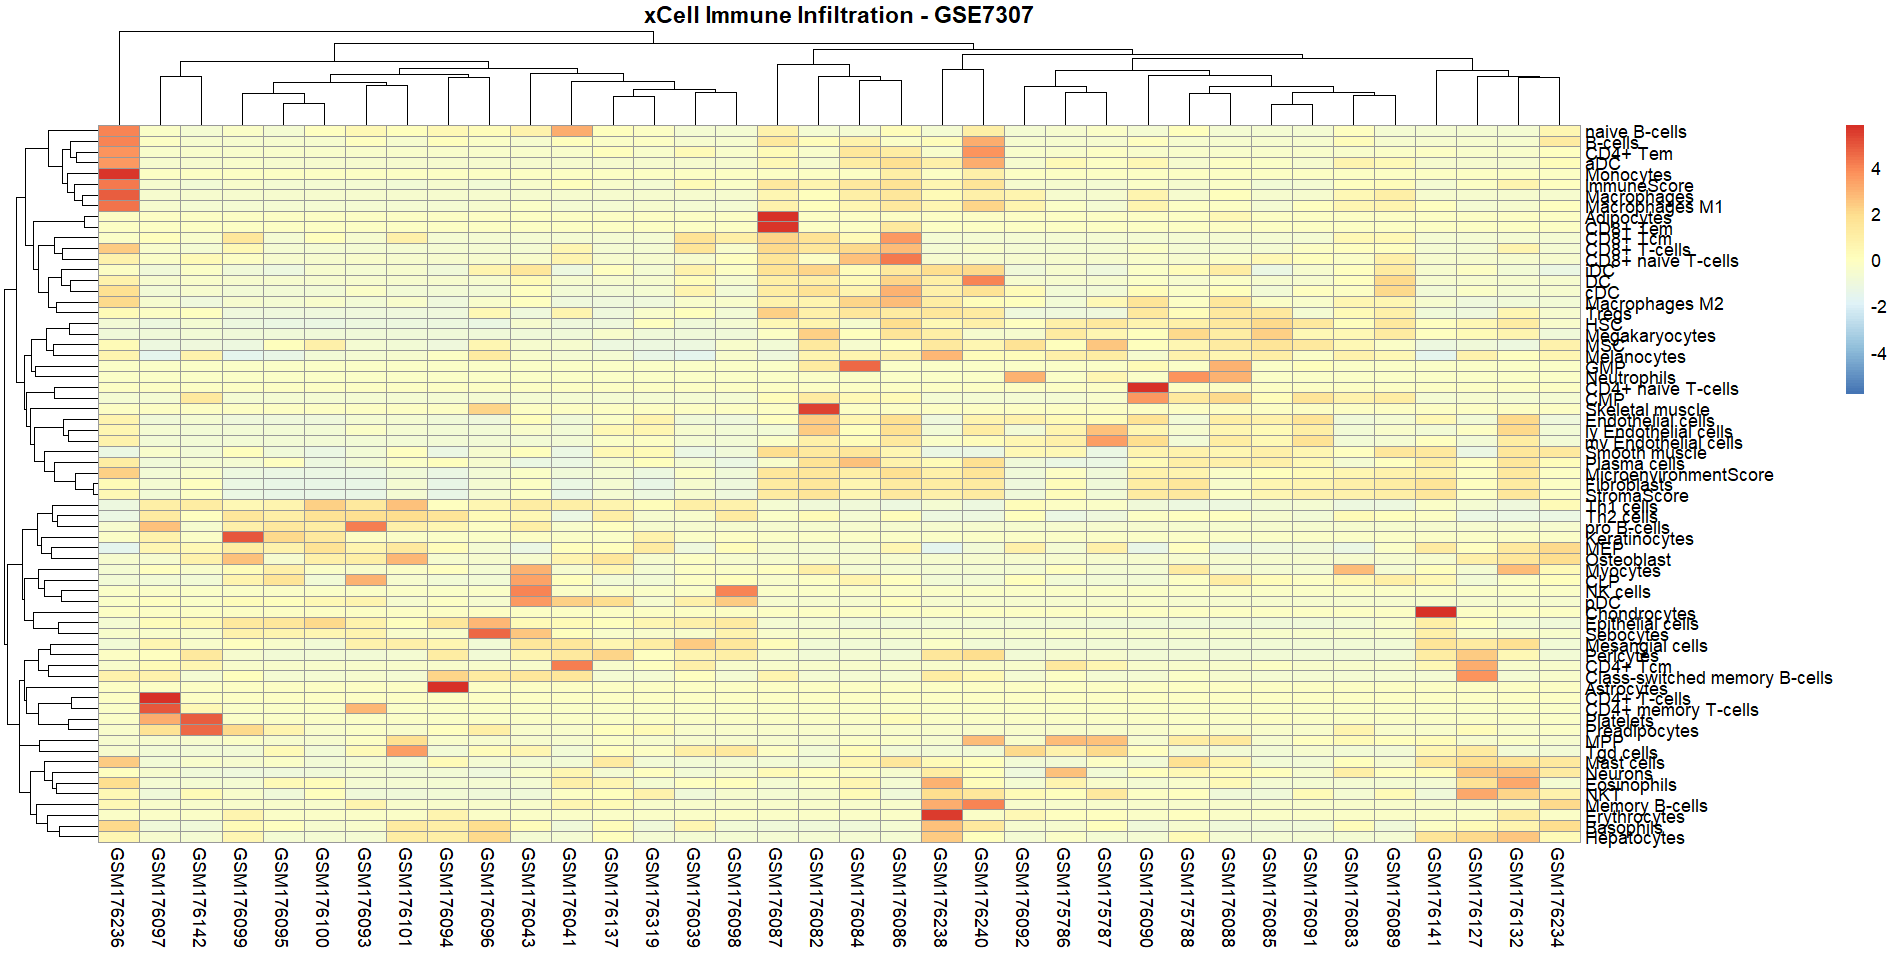 xCell Immune Infiltration - GSE7307
naive B-cells
B-cells
CD4+ Tem
aDC
Monocytes
ImmuneScore
Macrophages
Macrophages M1
Adipocytes
CD8+ Tem
CD8+ Tcm
CD8+ T-cells
CD8+ naive T-cells
iDC
DC
cDC
Macrophages M2
Tregs
HSC
Megakaryocytes
MSC
Melanocytes
GMP
Neutrophils
CD4+ naive T-cells
CMP
Skeletal muscle
Endothelial cells
ly Endothelial cells
mv Endothelial cells
Smooth muscle
Plasma cells
MicroenvironmentScore
Fibroblasts
StromaScore
Th1 cells
Th2 cells
pro B-cells
Keratinocytes
MEP
Osteoblast
Myocytes
CLP
NK cells
pDC
Chondrocytes
Epithelial cells
Sebocytes
Mesangial cells
Pericytes
CD4+ Tcm
Class-switched memory B-cells
Astrocytes
CD4+ T-cells
CD4+ memory T-cells
Platelets
Preadipocytes
MPP
Tgd cells
Mast cells
Neurons
Eosinophils
NKT
Memory B-cells
Erythrocytes
Basophils
Hepatocytes
4
2
0
-2
-4
GSM176236
GSM176097
GSM176142
GSM176099
GSM176095
GSM176100
GSM176093
GSM176101
GSM176094
GSM176096
GSM176043
GSM176041
GSM176137
GSM176319
GSM176039
GSM176098
GSM176087
GSM176082
GSM176084
GSM176086
GSM176238
GSM176240
GSM176092
GSM175786
GSM175787
GSM176090
GSM175788
GSM176088
GSM176085
GSM176091
GSM176083
GSM176089
GSM176141
GSM176127
GSM176132
GSM176234